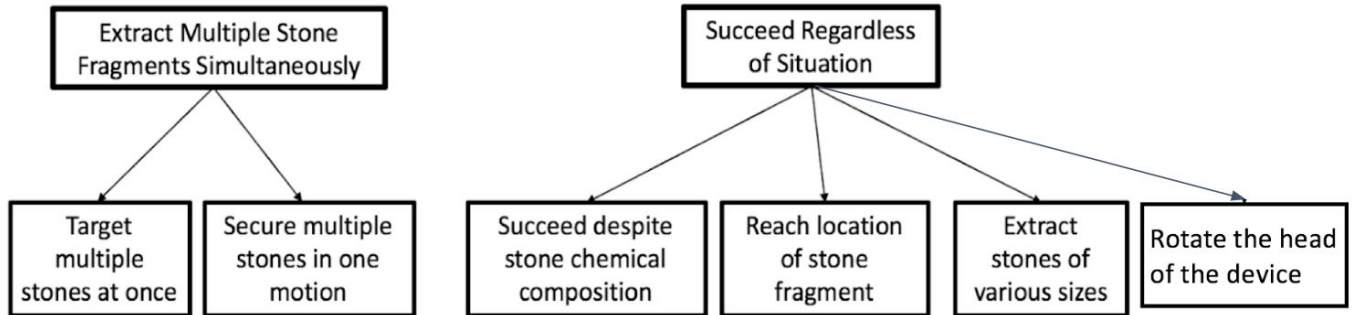 Extract Multiple Stone
Fragments Simultaneously
Succeed Regardless
of Situation
Target
multiple
stones at once
Secure multiple
stones in one
motion
Succeed despite
stone chemical
composition
Reach location
of stone
fragment
Extract
stones of
various sizes
Rotate the head
of the device